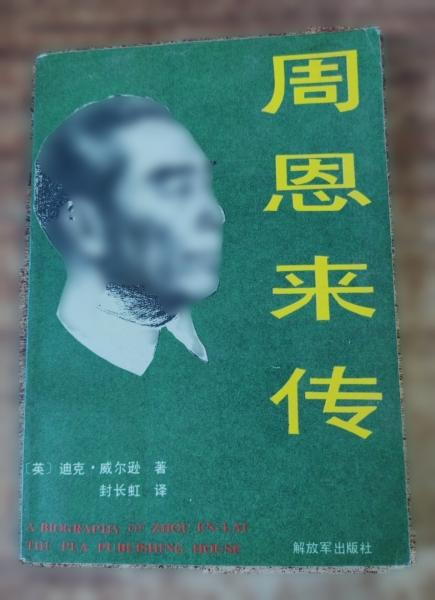 周恩来传
[英] 迪克·威尔逊 著
封长虹 译
A BIOGRAPHY OF ZHOU EN-LAI
THE PLA PUBLISHING HOUSE
解放军出版社